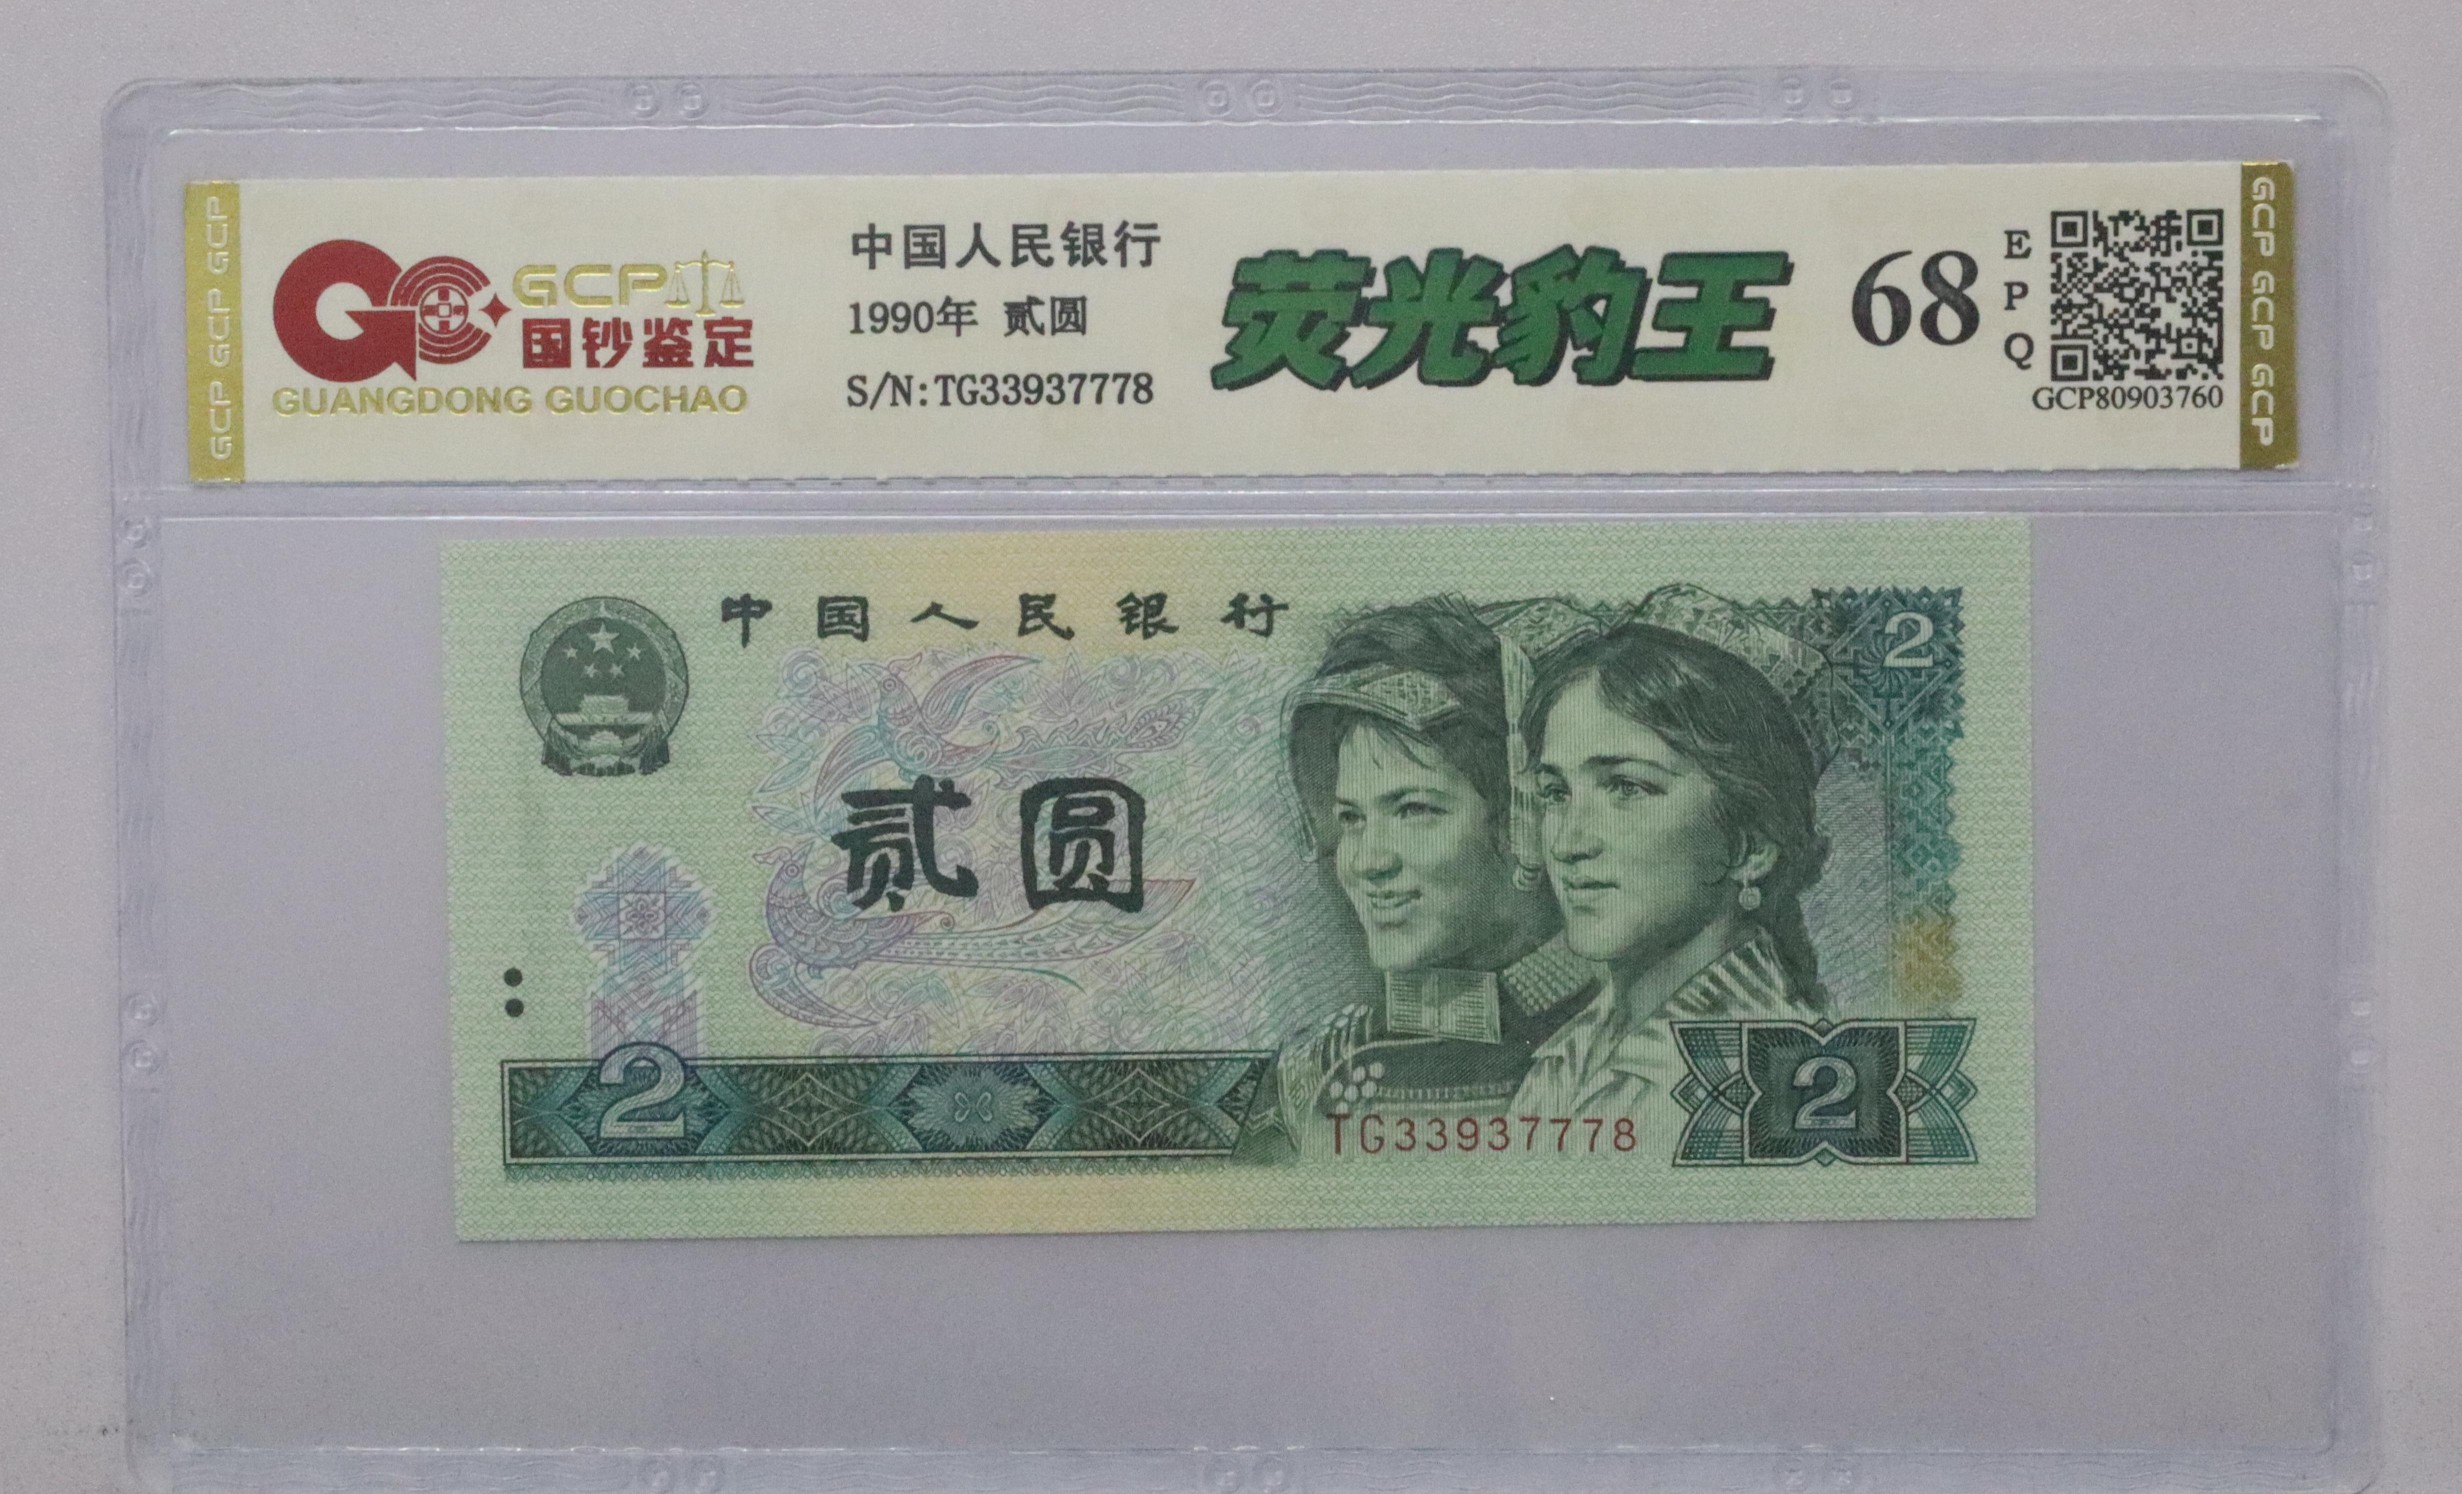 GCP GCP GCP
GCP
国钞鉴定
GUANGDONG GUOCHAO
中国人民银行
1990年 贰圆
S/N:TG33937778
荧光豹王
68
EPQ
GCP80903760
GCP GCP GCP
中国人民银行
2
贰圆
2
TG33937778
2